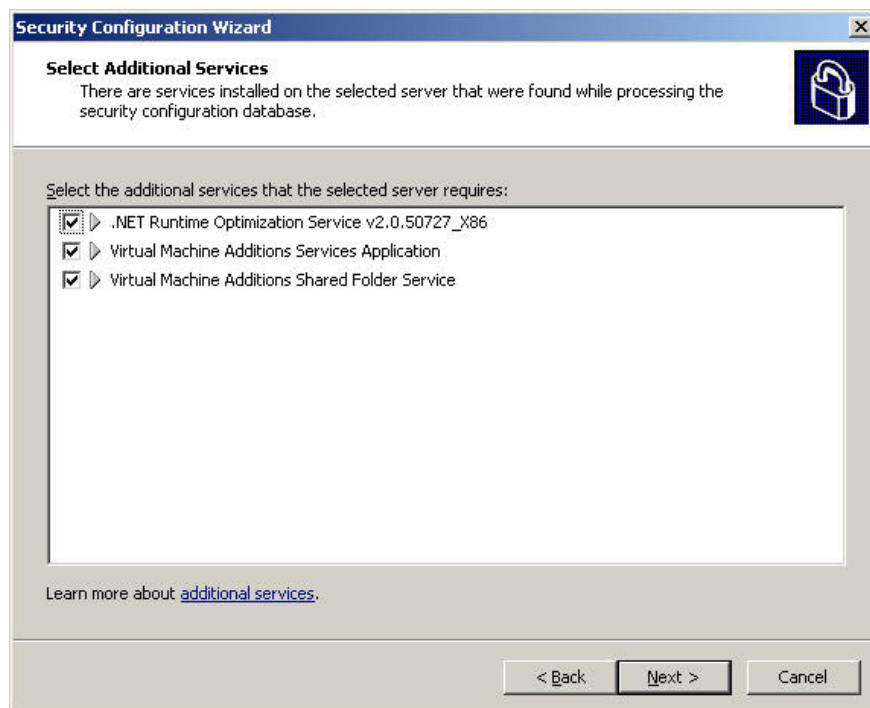 Security Configuration Wizard
Select Additional Services
There are services installed on the selected server that were found while processing the
security configuration database.
Select the additional services that the selected server requires:
.NET Runtime Optimization Service v2.0.50727_X86
Virtual Machine Additions Services Application
Virtual Machine Additions Shared Folder Service
Learn more about additional services.
< Back
Next >
Cancel